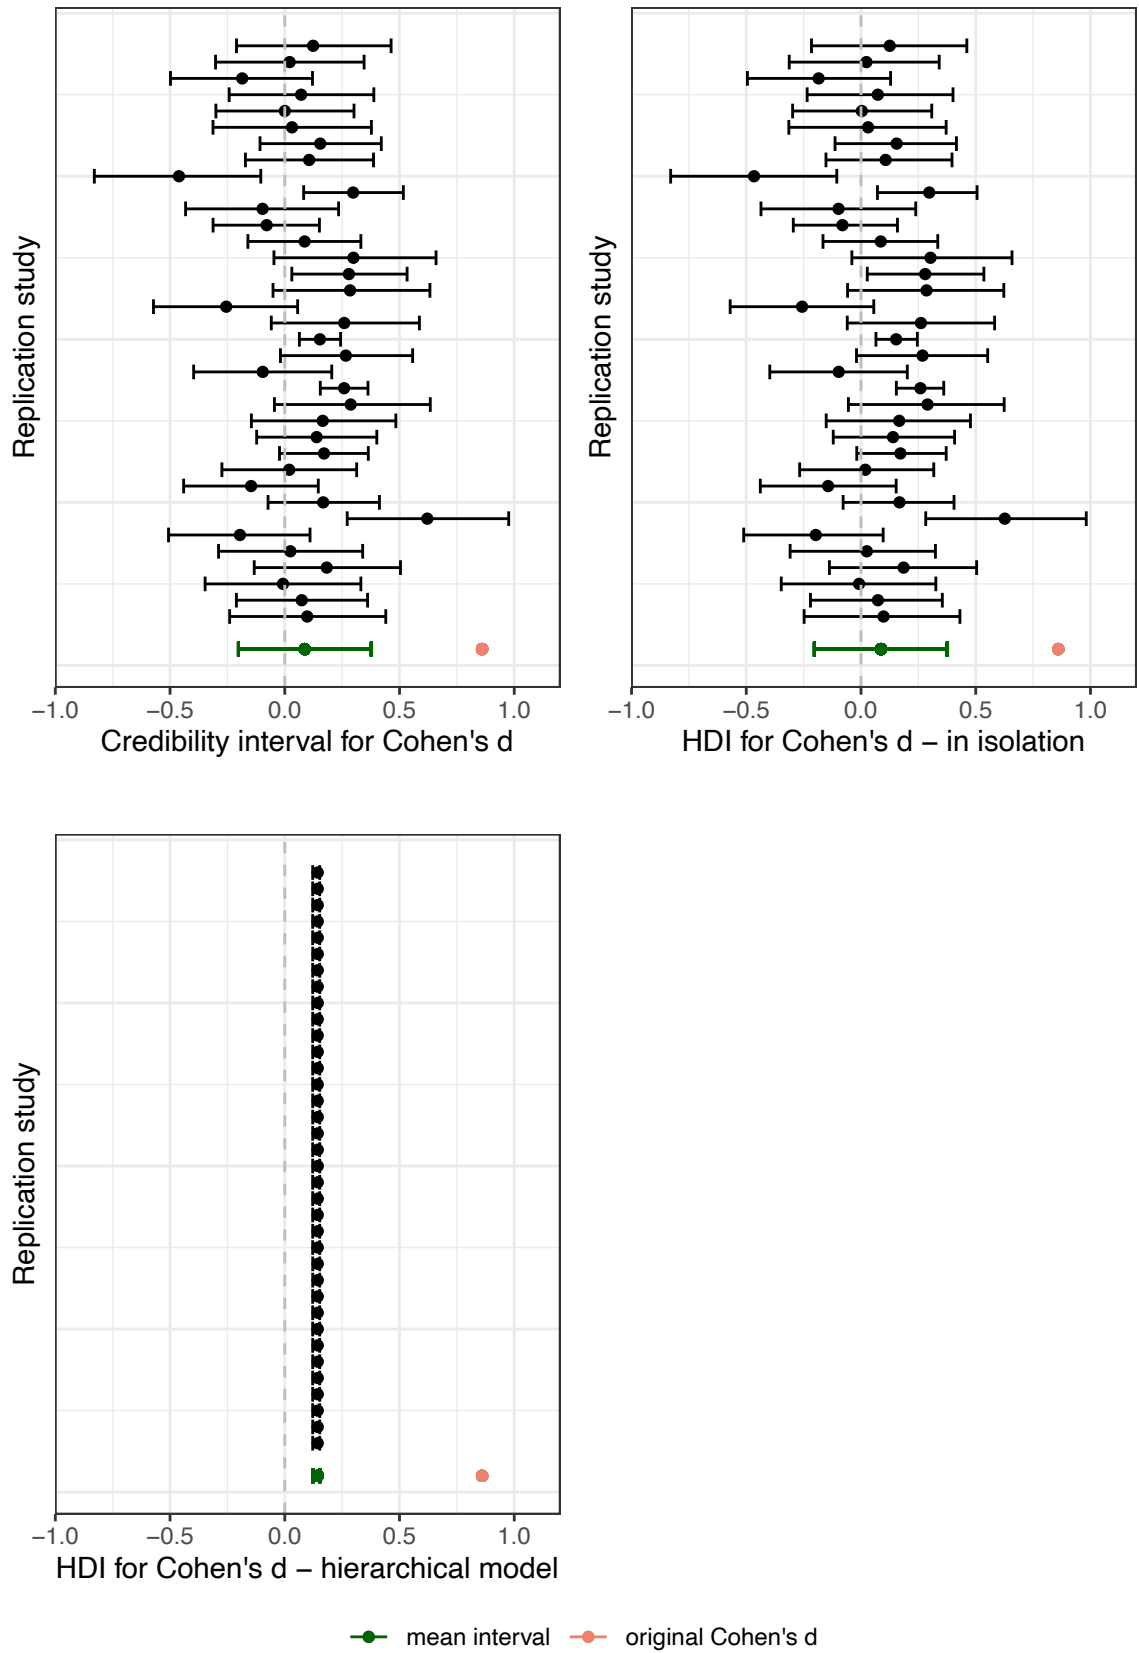 Replication study
−1.0 −0.5 0.0 0.5 1.0
Credibility interval for Cohen's d
Replication study
−1.0 −0.5 0.0 0.5 1.0
HDI for Cohen's d − in isolation
Replication study
−1.0 −0.5 0.0 0.5 1.0
HDI for Cohen's d − hierarchical model
mean interval original Cohen's d